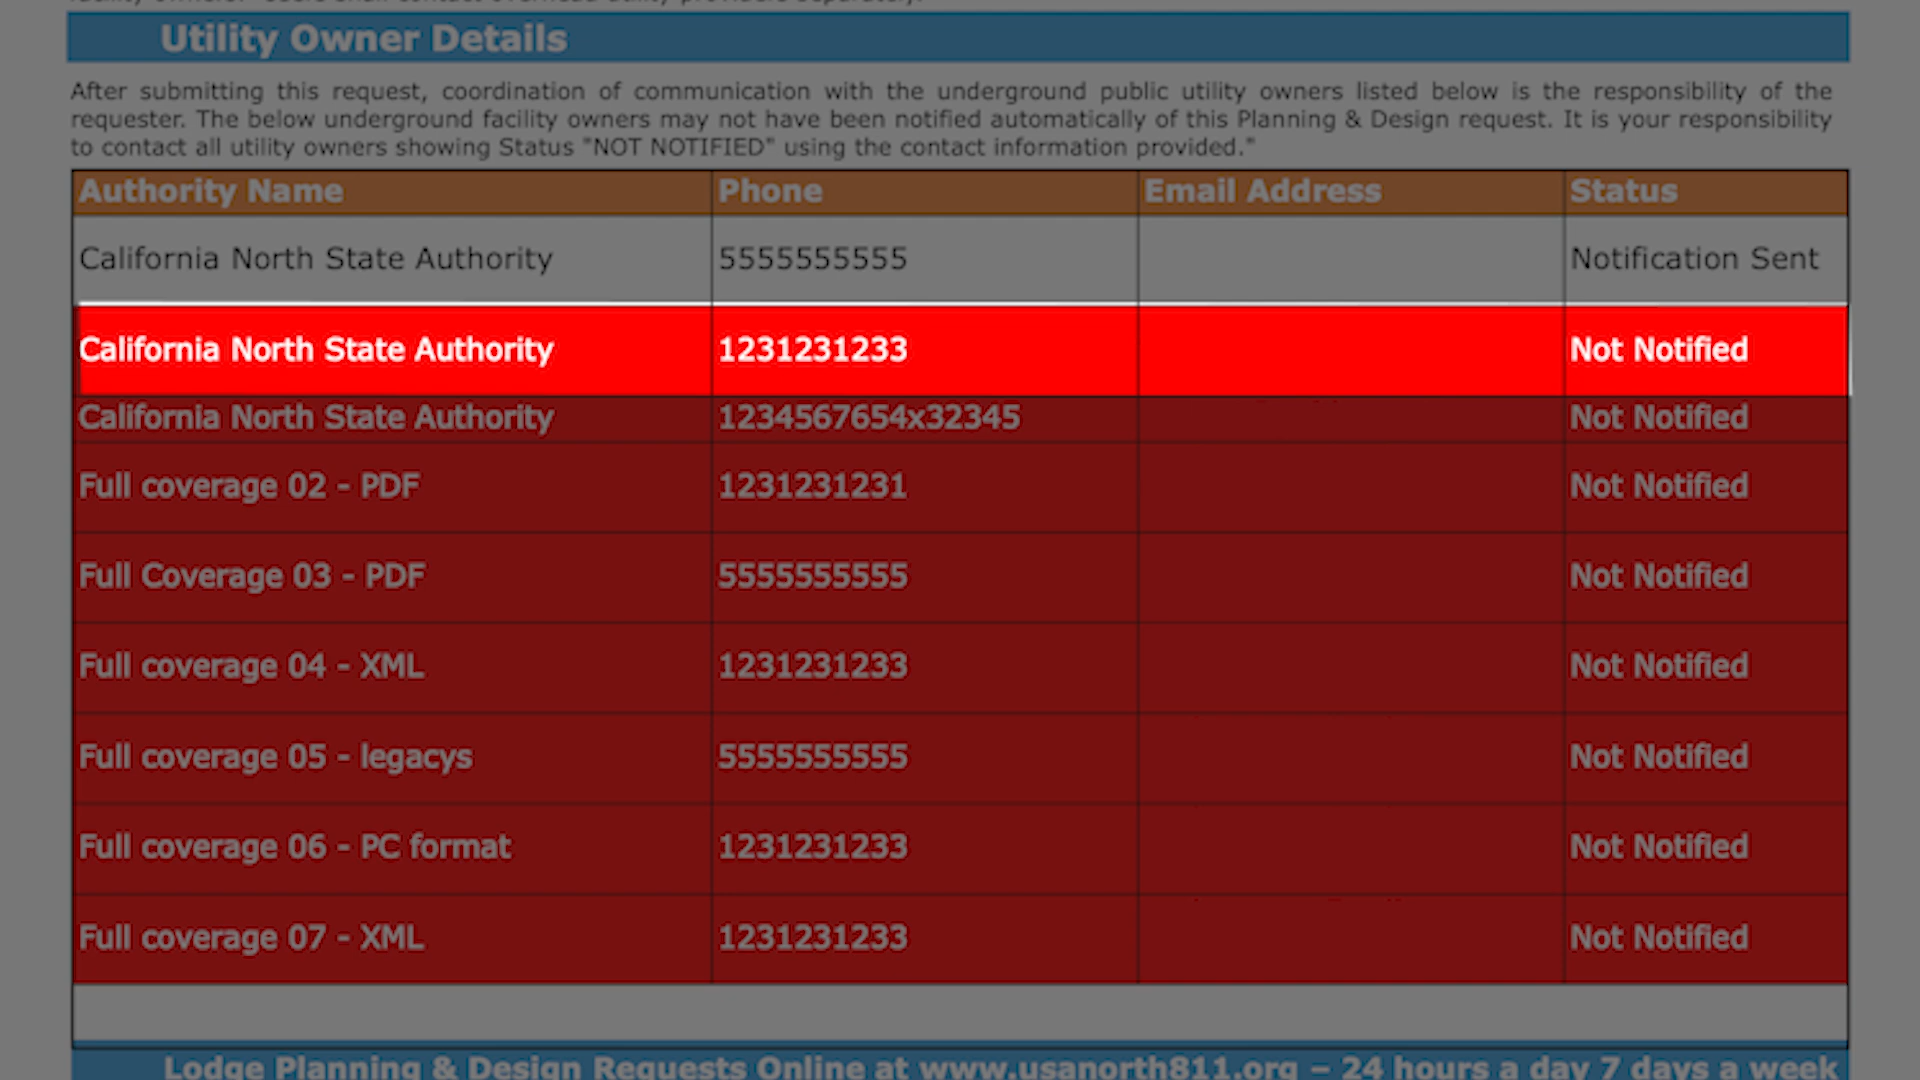 Utility Owner Details
After submitting this request, coordination of communication with the underground public utility owners listed below is the responsibility of the
requester. The below underground facility owners may not have been notified automatically of this Planning & Design request. It is your responsibility
to contact all utility owners showing Status "NOT NOTIFIED" using the contact information provided."
Authority Name Phone Email Address Status
California North State Authority 5555555555 Notification Sent
California North State Authority 1231231233 Not Notified
California North State Authority 1234567654x32345 Not Notified
Full coverage 02 - PDF 1231231231 Not Notified
Full Coverage 03 - PDF 5555555555 Not Notified
Full coverage 04 - XML 1231231233 Not Notified
Full coverage 05 - legacys 5555555555 Not Notified
Full coverage 06 - PC format 1231231233 Not Notified
Full coverage 07 - XML 1231231233 Not Notified
Lodge Planning & Design Requests Online at www.usanorth811.org – 24 hours a day 7 days a week